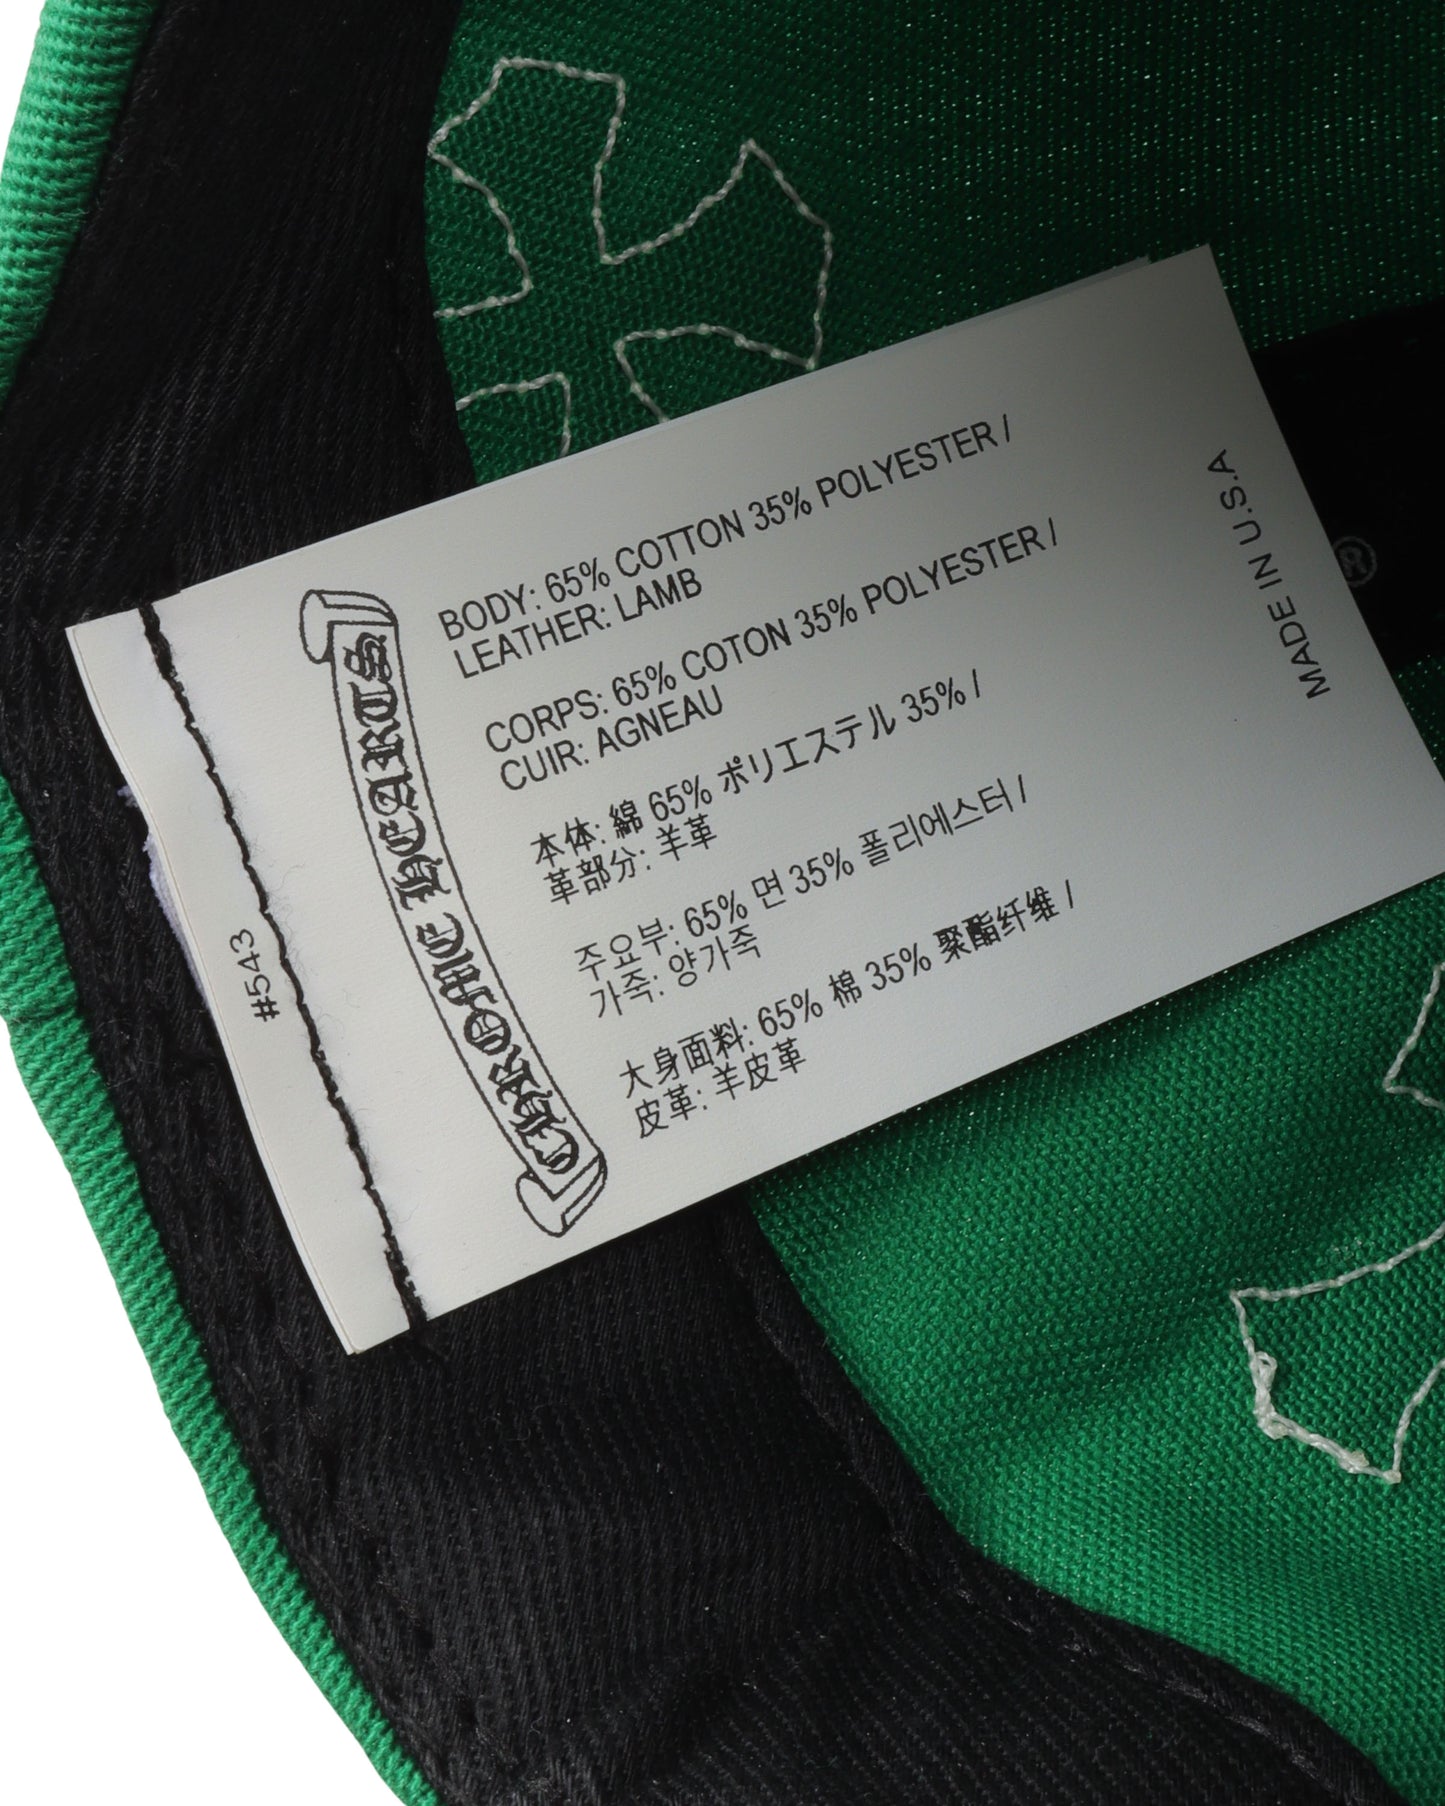 BODY: 65% COTTON 35% POLYESTER /
LEATHER: LAMB
CORPS: 65% COTON 35% POLYESTER /
CUIR: AGNEAU
本体: 綿 65% ポリエステル 35% /
革部分: 羊革
주요부: 65% 면 35% 폴리에스터 /
가죽: 양가죽
大身面料: 65% 棉 35% 聚酯纤维 /
皮革: 羊皮革
MADE IN U.S.A
CHROME HEARTS
#543
®